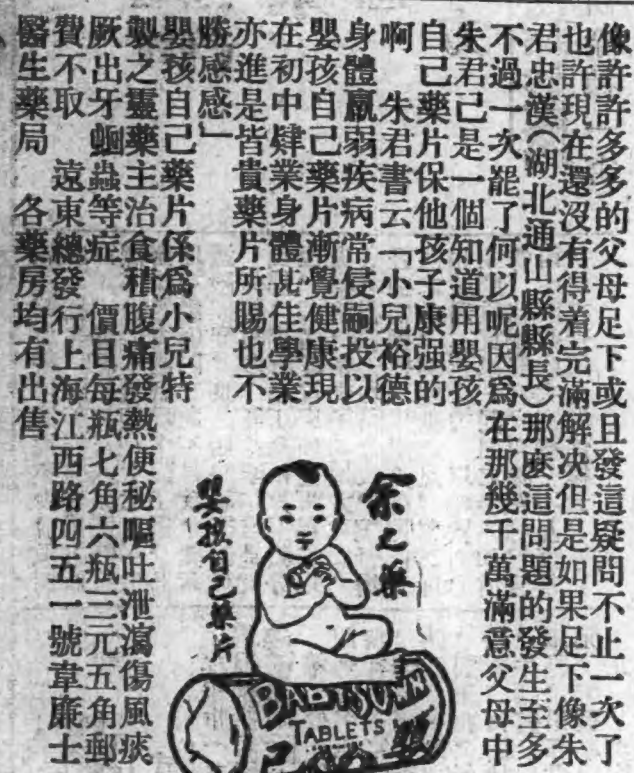 像許許多多的父母足下或且發這疑問不止一次了
也許現在還沒有得着完滿解决但是如果足下像朱
君忠漢（湖北通山縣縣長）那麽這問題的發生至多
不過一次罷了何以呢因爲在那幾千萬滿意父母中
朱君己是一個知道用嬰孩
自己藥片保他孩子康强的
啊　朱君書云「小兒裕德
身體羸弱疾病常侵嗣投以
嬰孩自己藥片漸覺健康現
在初中肄業身體甚佳學業
亦進是皆貴藥片所賜也不
勝感感」
嬰孩自己藥片係爲小兒特
製之靈藥主治食積腹痛發熱便秘嘔吐泄瀉傷風痰
厥出牙蛔蟲等症　價目每瓶七角六瓶三元五角郵
費不取　遠東總發行上海江西路四五一號韋廉士
醫生藥局　各藥房均有出售
余之藥
嬰孩自己藥片
BABY'S OWN
TABLETS